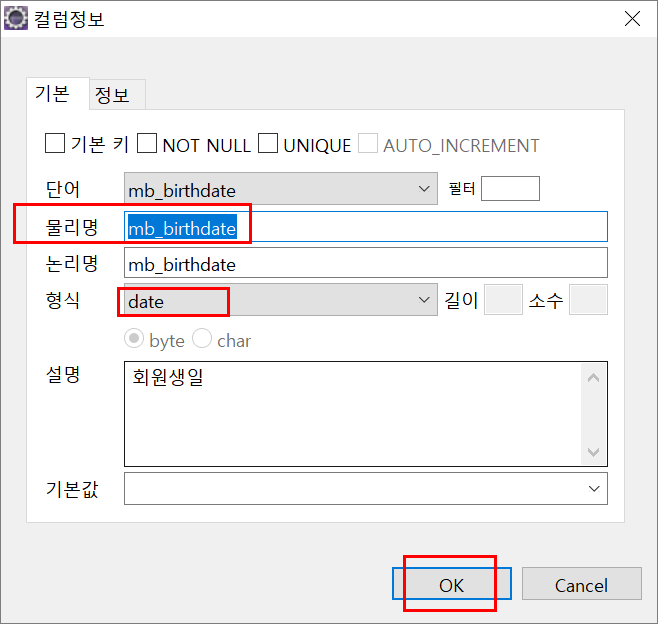 컬럼정보
기본 정보
기본 키 NOT NULL UNIQUE AUTO_INCREMENT
단어 mb_birthdate 필터
물리명 mb_birthdate
논리명 mb_birthdate
형식 date 길이 소수
byte char
설명 회원생일
기본값
OK Cancel